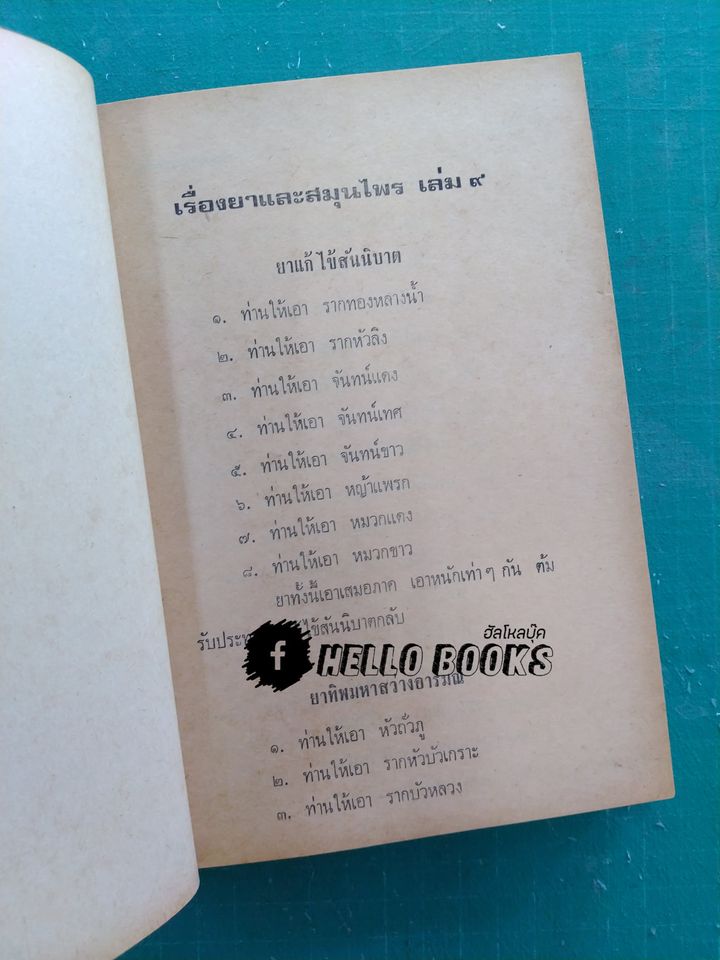 เรื่องยาและสมุนไพร เล่ม ๙
ยาแก้ไข้สันนิบาต
๑. ท่านให้เอา รากทองหลางน้ำ
๒. ท่านให้เอา รากหัวลิง
๓. ท่านให้เอา จันทน์แดง
๔. ท่านให้เอา จันทน์เทศ
๕. ท่านให้เอา จันทน์ขาว
๖. ท่านให้เอา หญ้าแพรก
๗. ท่านให้เอา หมวกแดง
๘. ท่านให้เอา หมวกขาว
ยาทั้งนี้เอาเสมอภาค เอาหนักเท่าๆ กัน ต้ม
รับประ ไข้สันนิบาตกลับ
ฮัลโหลบุ๊ค
f HELLO BOOKS
ยาทิพมหาสว่างอารมณ์
๑. ท่านให้เอา หัวถั่วภู
๒. ท่านให้เอา รากหัวบัวเกราะ
๓. ท่านให้เอา รากบัวหลวง